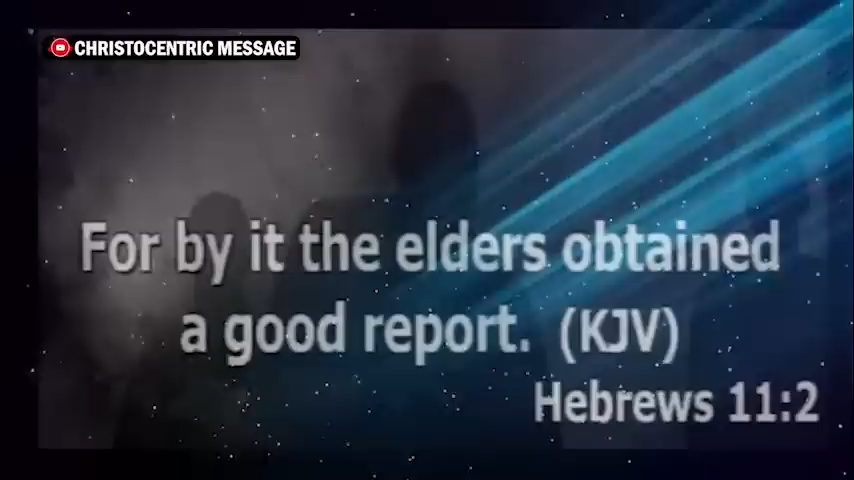 CHRISTOCENTRIC MESSAGE
For by it the elders obtained
a good report. (KJV)
Hebrews 11:2